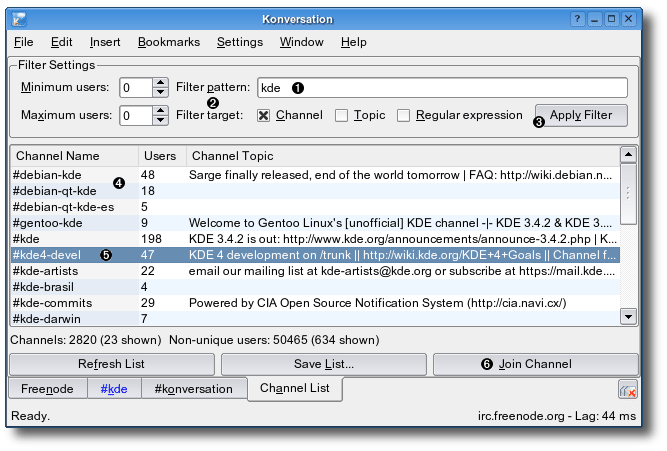 Konversation
File Edit Insert Bookmarks Settings Window Help
Filter Settings
Minimum users: 0 Filter pattern: kde 1
2
Maximum users: 0 Filter target: Channel Topic Regular expression 3 Apply Filter
Channel Name Users Channel Topic
#debian-kde 48 Sarge finally released, end of the world tomorrow | FAQ: http://wiki.debian.n...
4
#debian-qt-kde 18
#debian-qt-kde-es 5
#gentoo-kde 9 Welcome to Gentoo Linux's [unofficial] KDE channel -|- KDE 3.4.2 & KDE 3....
#kde 198 KDE 3.4.2 is out: http://www.kde.org/announcements/announce-3.4.2.php | K...
#kde4-devel 5 47 KDE 4 development on /trunk || http://wiki.kde.org/KDE+4+Goals || Channel f...
#kde-artists 22 email our mailing list at kde-artists@kde.org or subscribe at https://mail.kde....
#kde-brasil 4
#kde-commits 29 Powered by CIA Open Source Notification System (http://cia.navi.cx/)
#kde-darwin 7
Channels: 2820 (23 shown) Non-unique users: 50465 (634 shown)
Refresh List Save List... 6 Join Channel
Freenode #kde #konversation Channel List
Ready. irc.freenode.org - Lag: 44 ms